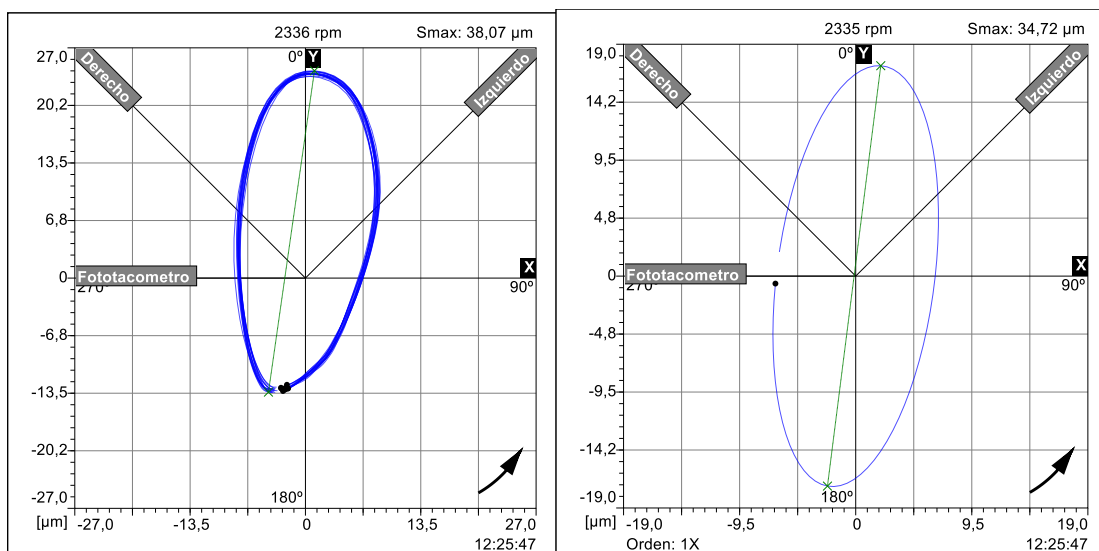 2336 rpm
Smax: 38,07 µm
0º
Y
Derecho
Izquierdo
27,0
20,2
13,5
6,8
0
-6,8
-13,5
-20,2
-27,0
Fototacometro
270º
X
90º
180º
[µm]
-27,0
-13,5
0
13,5
27,0
12:25:47
2335 rpm
Smax: 34,72 µm
0º
Y
Derecho
Izquierdo
19,0
14,2
9,5
4,8
0
-4,8
-9,5
-14,2
-19,0
Fototacometro
270º
X
90º
180º
[µm]
-19,0
-9,5
0
9,5
19,0
Orden: 1X
12:25:47